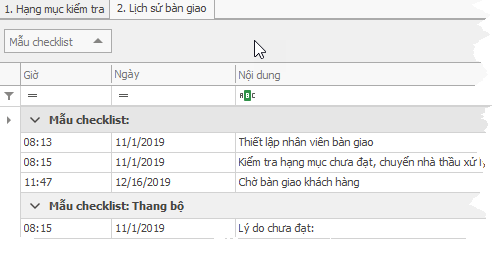 1. Hạng mục kiểm tra 2. Lịch sử bàn giao
Mẫu checklist
Giờ Ngày Nội dung
= = ABC
Mẫu checklist:
08:13 11/1/2019 Thiết lập nhân viên bàn giao
08:15 11/1/2019 Kiểm tra hạng mục chưa đạt, chuyển nhà thầu xử
11:47 12/16/2019 Chờ bàn giao khách hàng
Mẫu checklist: Thang bộ
08:15 11/1/2019 Lý do chưa đạt: